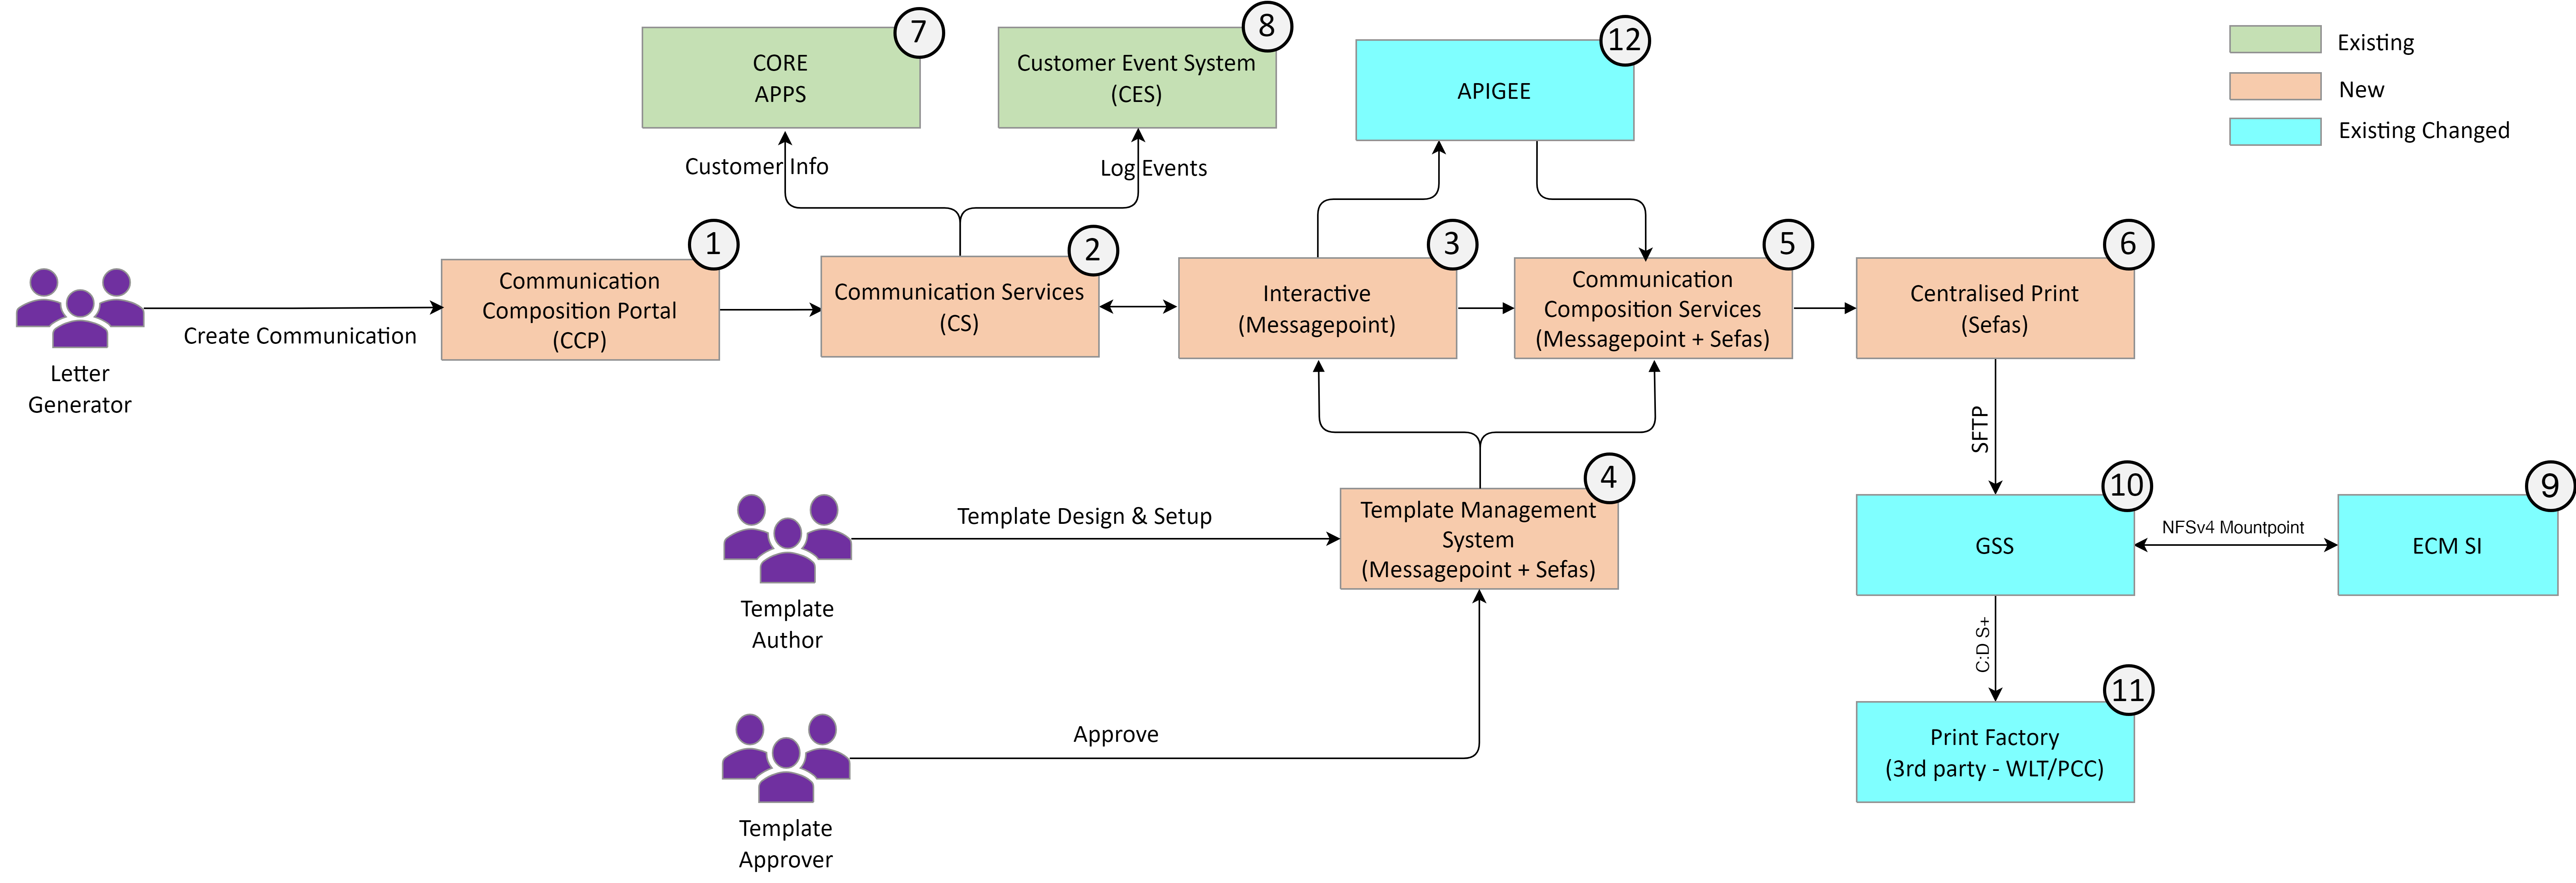 7
CORE
APPS
8
Customer Event System
(CES)
12
APIGEE
Existing
New
Existing Changed
Customer Info
Log Events
1
Communication
Composition Portal
(CCP)
2
Communication Services
(CS)
3
Interactive
(Messagepoint)
5
Communication
Composition Services
(Messagepoint + Sefas)
6
Centralised Print
(Sefas)
Create Communication
Letter
Generator
SFTP
4
Template Management
System
(Messagepoint + Sefas)
Template Design & Setup
Template
Author
10
GSS
NFSv4 Mountpoint
9
ECM SI
C:D S+
11
Print Factory
(3rd party - WLT/PCC)
Approve
Template
Approver